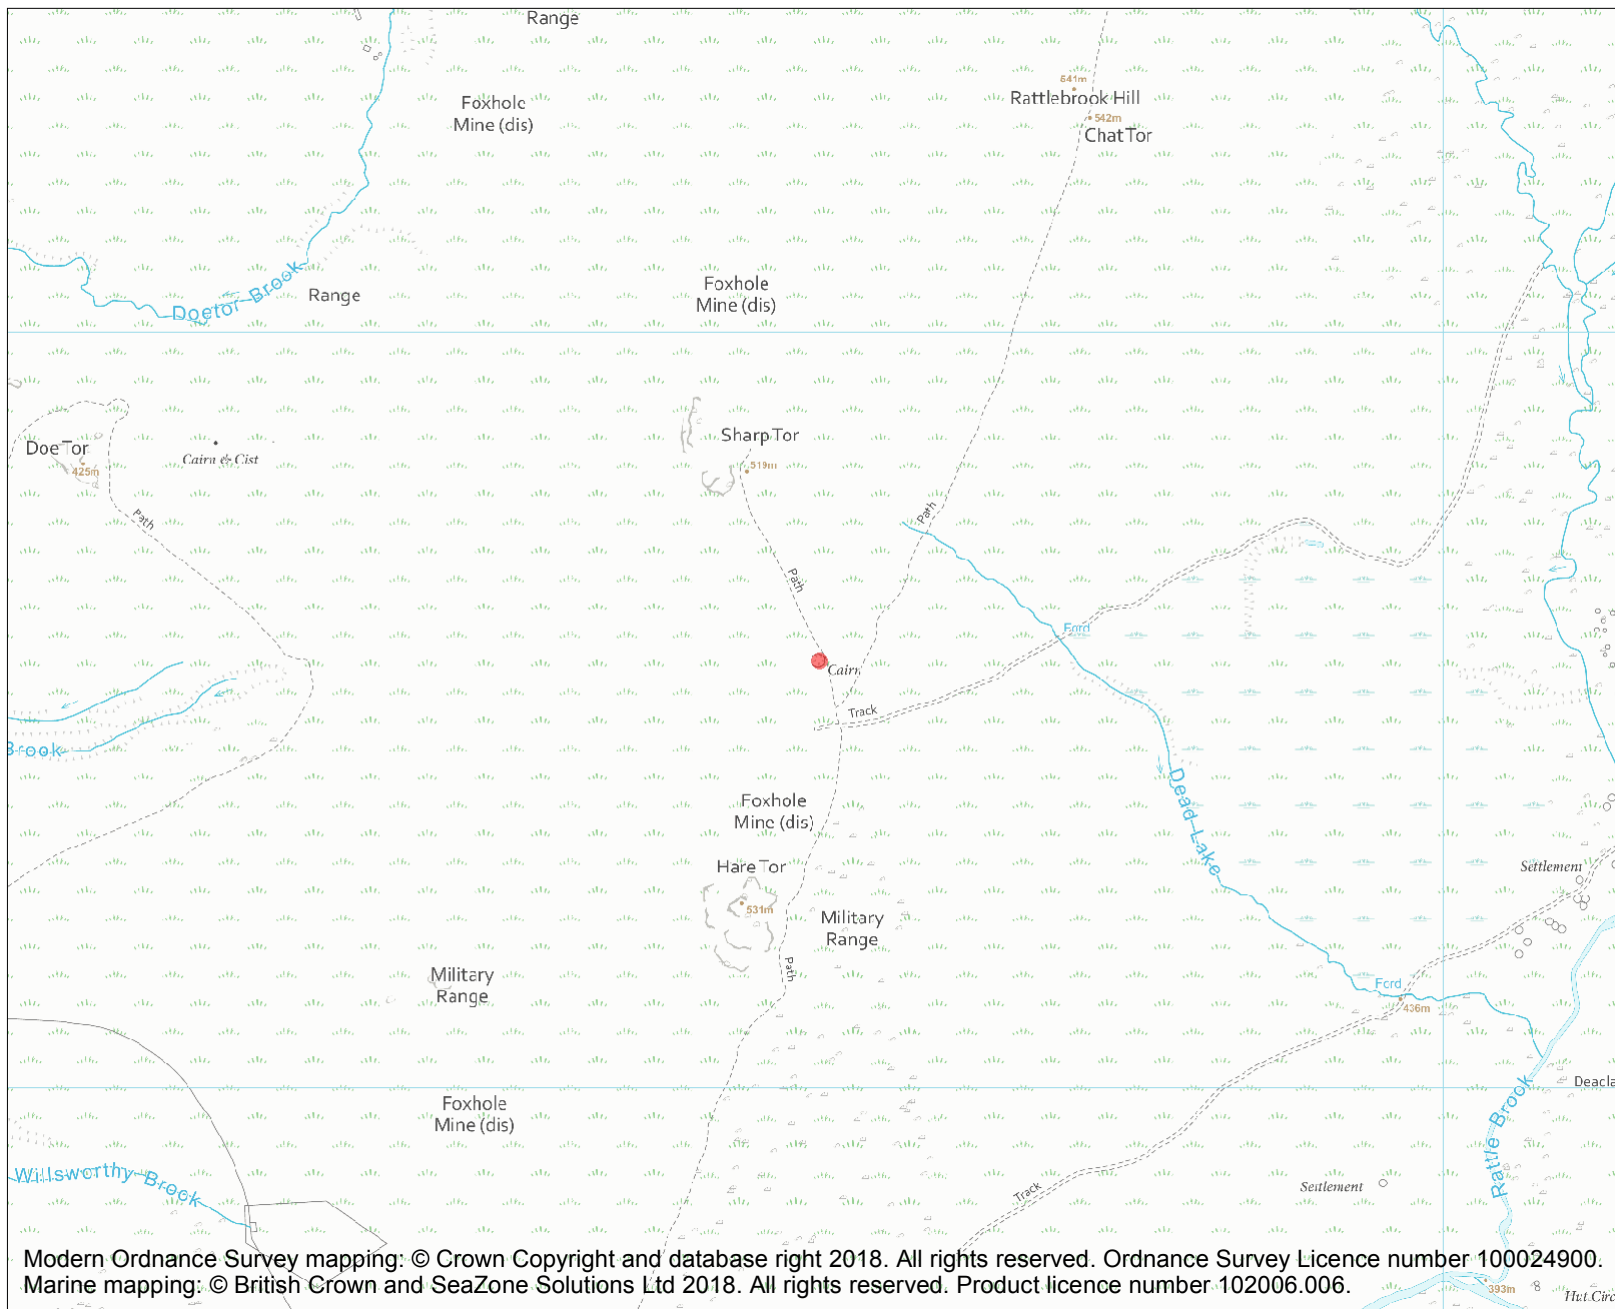 Range
541m
Rattlebrook Hill
542m
Chat Tor
Foxhole
Mine (dis)
Doetor Brook
Range
Foxhole
Mine (dis)
Doe Tor
425m
Cairn & Cist
Path
Sharp Tor
519m
Path
Path
Ford
Cairn
Track
Brook
Dead Lake
Foxhole
Mine (dis)
Hare Tor
531m
Military
Range
Path
Settlement
Military
Range
Ford
436m
Foxhole
Mine (dis)
Deacla
Rattle Brook
Willsworthy Brook
Track
Settlement
Modern Ordnance Survey mapping: © Crown Copyright and database right 2018. All rights reserved. Ordnance Survey Licence number 100024900.
Marine mapping: © British Crown and SeaZone Solutions Ltd 2018. All rights reserved. Product licence number 102006.006.
393m
Hut Circ